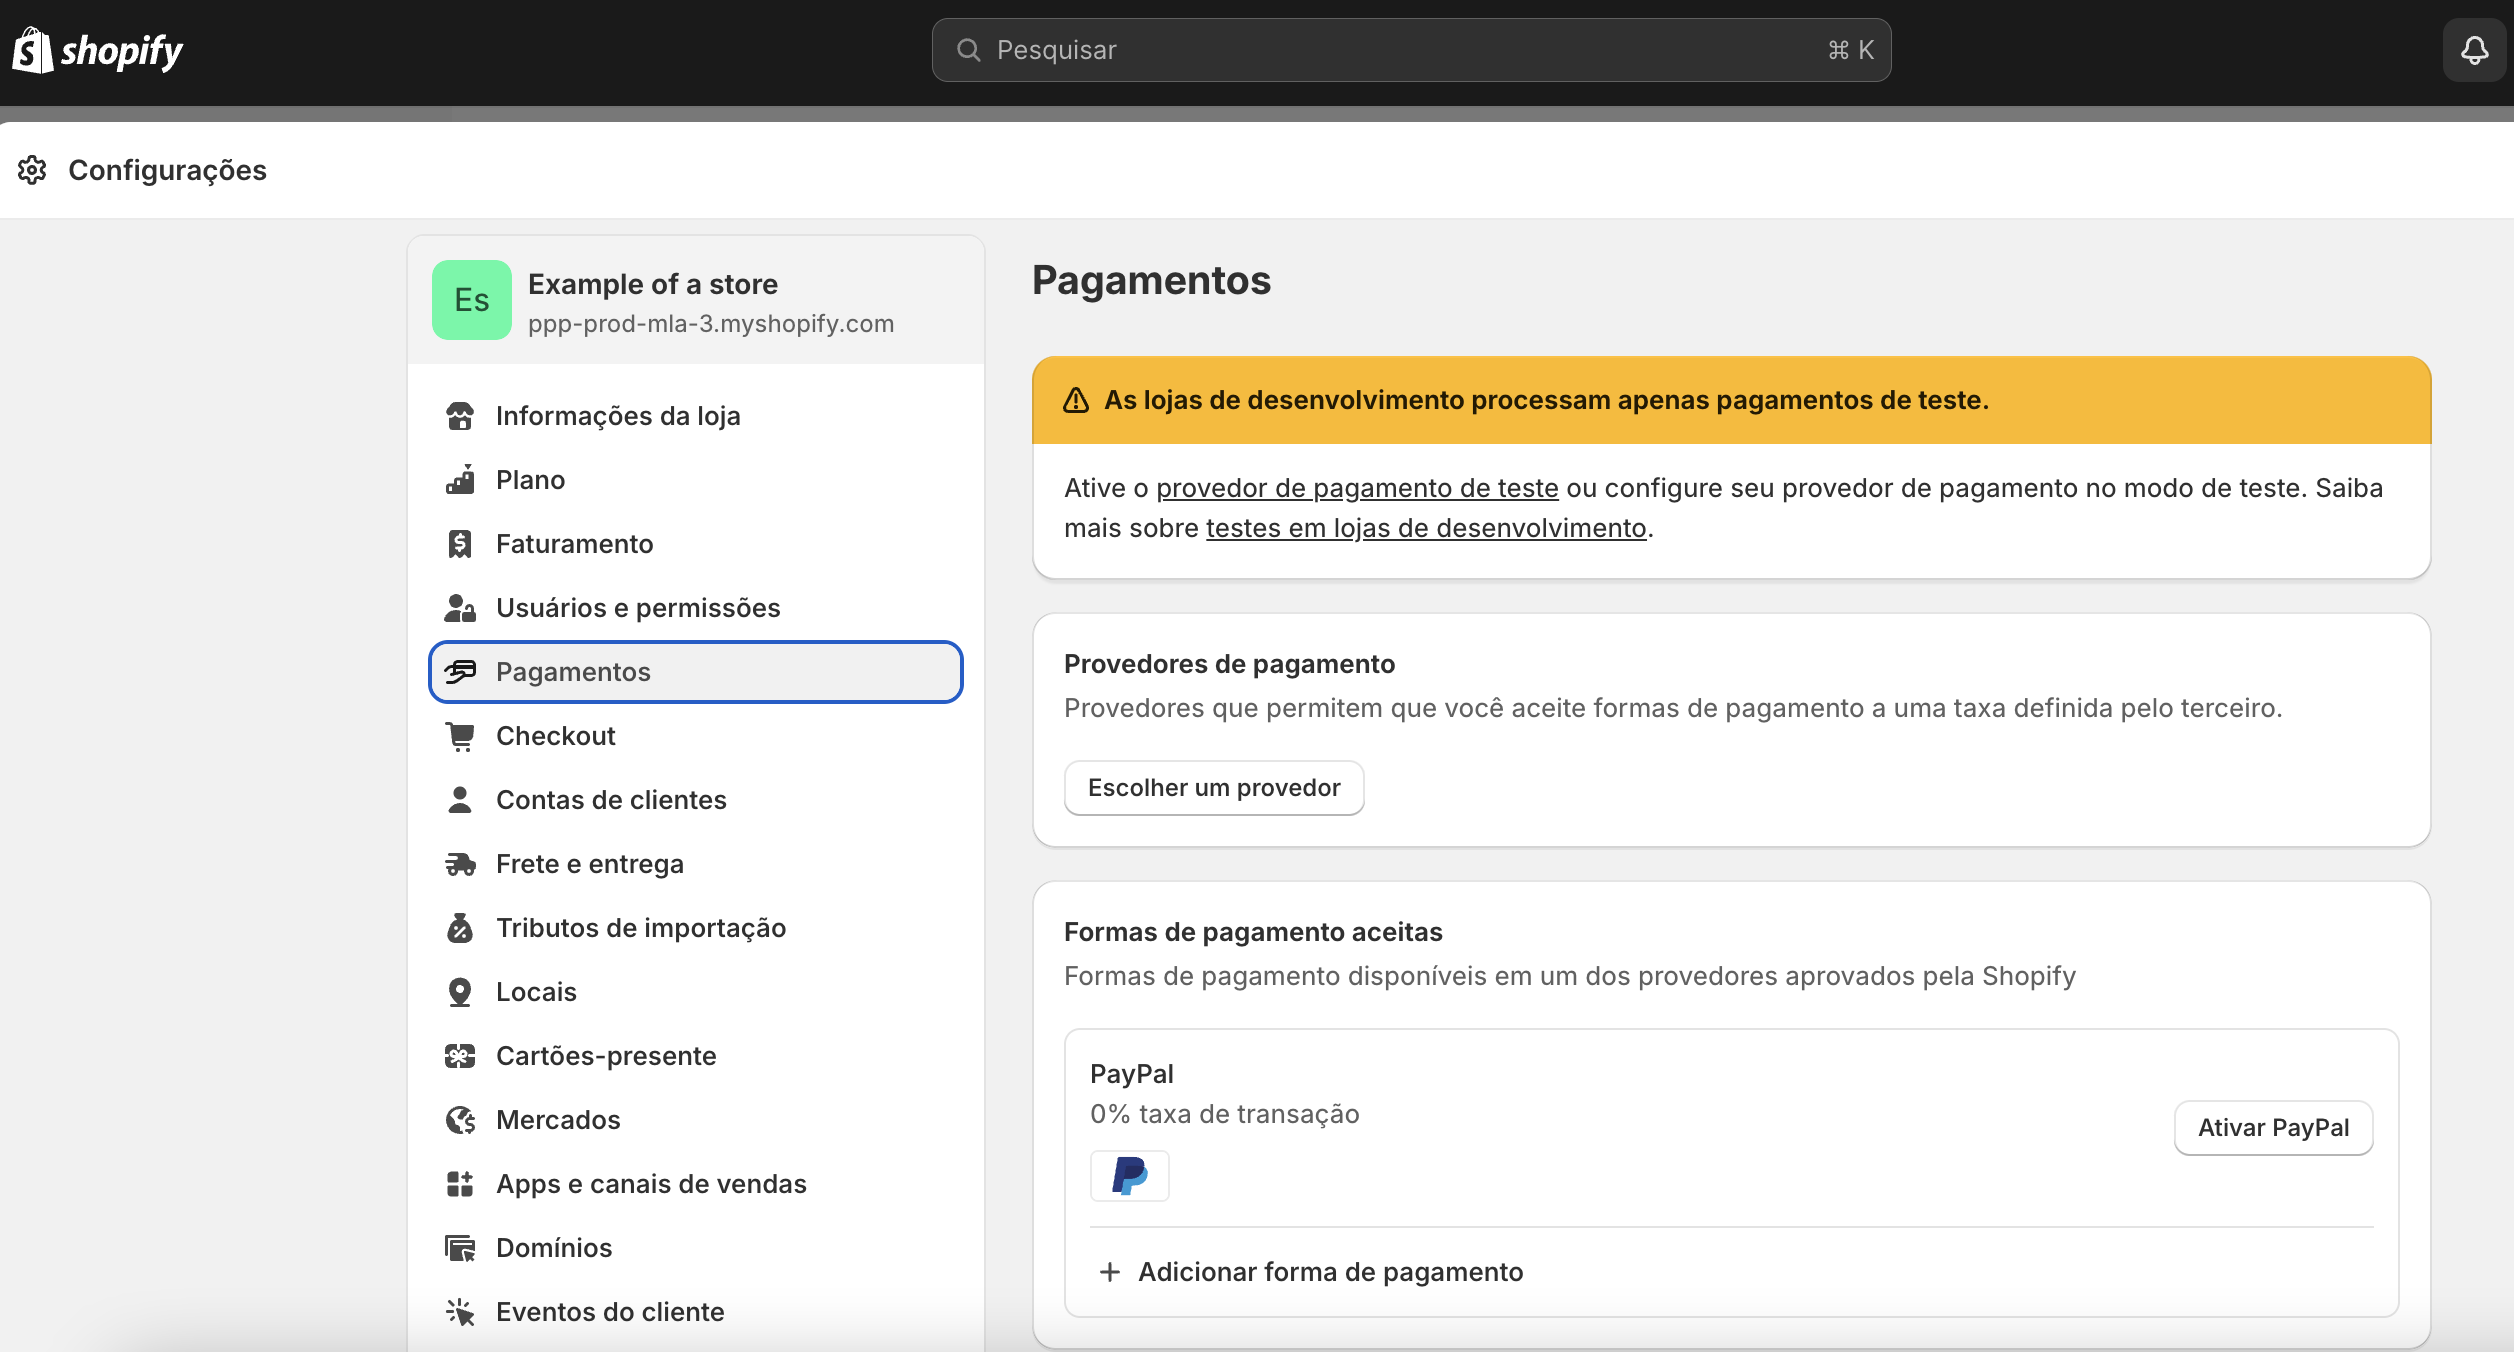 shopify
Pesquisar
⌘ K
Configurações
Es
Example of a store
ppp-prod-mla-3.myshopify.com
Informações da loja
Plano
Faturamento
Usuários e permissões
Pagamentos
Checkout
Contas de clientes
Frete e entrega
Tributos de importação
Locais
Cartões-presente
Mercados
Apps e canais de vendas
Domínios
Eventos do cliente
Pagamentos
As lojas de desenvolvimento processam apenas pagamentos de teste.
Ative o provedor de pagamento de teste ou configure seu provedor de pagamento no modo de teste. Saiba
mais sobre testes em lojas de desenvolvimento.
Provedores de pagamento
Provedores que permitem que você aceite formas de pagamento a uma taxa definida pelo terceiro.
Escolher um provedor
Formas de pagamento aceitas
Formas de pagamento disponíveis em um dos provedores aprovados pela Shopify
PayPal
0% taxa de transação
Ativar PayPal
Adicionar forma de pagamento